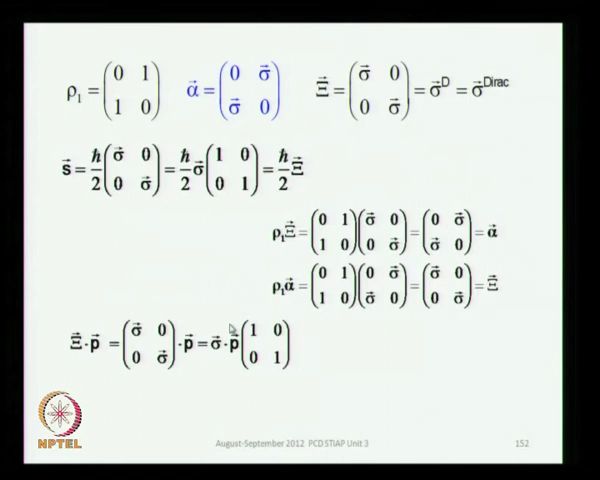 ρ₁ = (0 1; 1 0)   α⃗ = (0 σ⃗; σ⃗ 0)   Ξ⃗ = (σ⃗ 0; 0 σ⃗) = σ⃗ᴰ = σ⃗ᴰⁱʳᵃᶜ
s⃗ = ℏ/2 (σ⃗ 0; 0 σ⃗) = ℏ/2 σ⃗ (1 0; 0 1) = ℏ/2 Ξ⃗
ρ₁Ξ⃗ = (0 1; 1 0)(σ⃗ 0; 0 σ⃗) = (0 σ⃗; σ⃗ 0) = α⃗
ρ₁α⃗ = (0 1; 1 0)(0 σ⃗; σ⃗ 0) = (σ⃗ 0; 0 σ⃗) = Ξ⃗
Ξ⃗ · p⃗ = (σ⃗ 0; 0 σ⃗) · p⃗ = σ⃗ · p⃗ (1 0; 0 1)
NPTEL
August-September 2012 PCD STIAP Unit 3
152